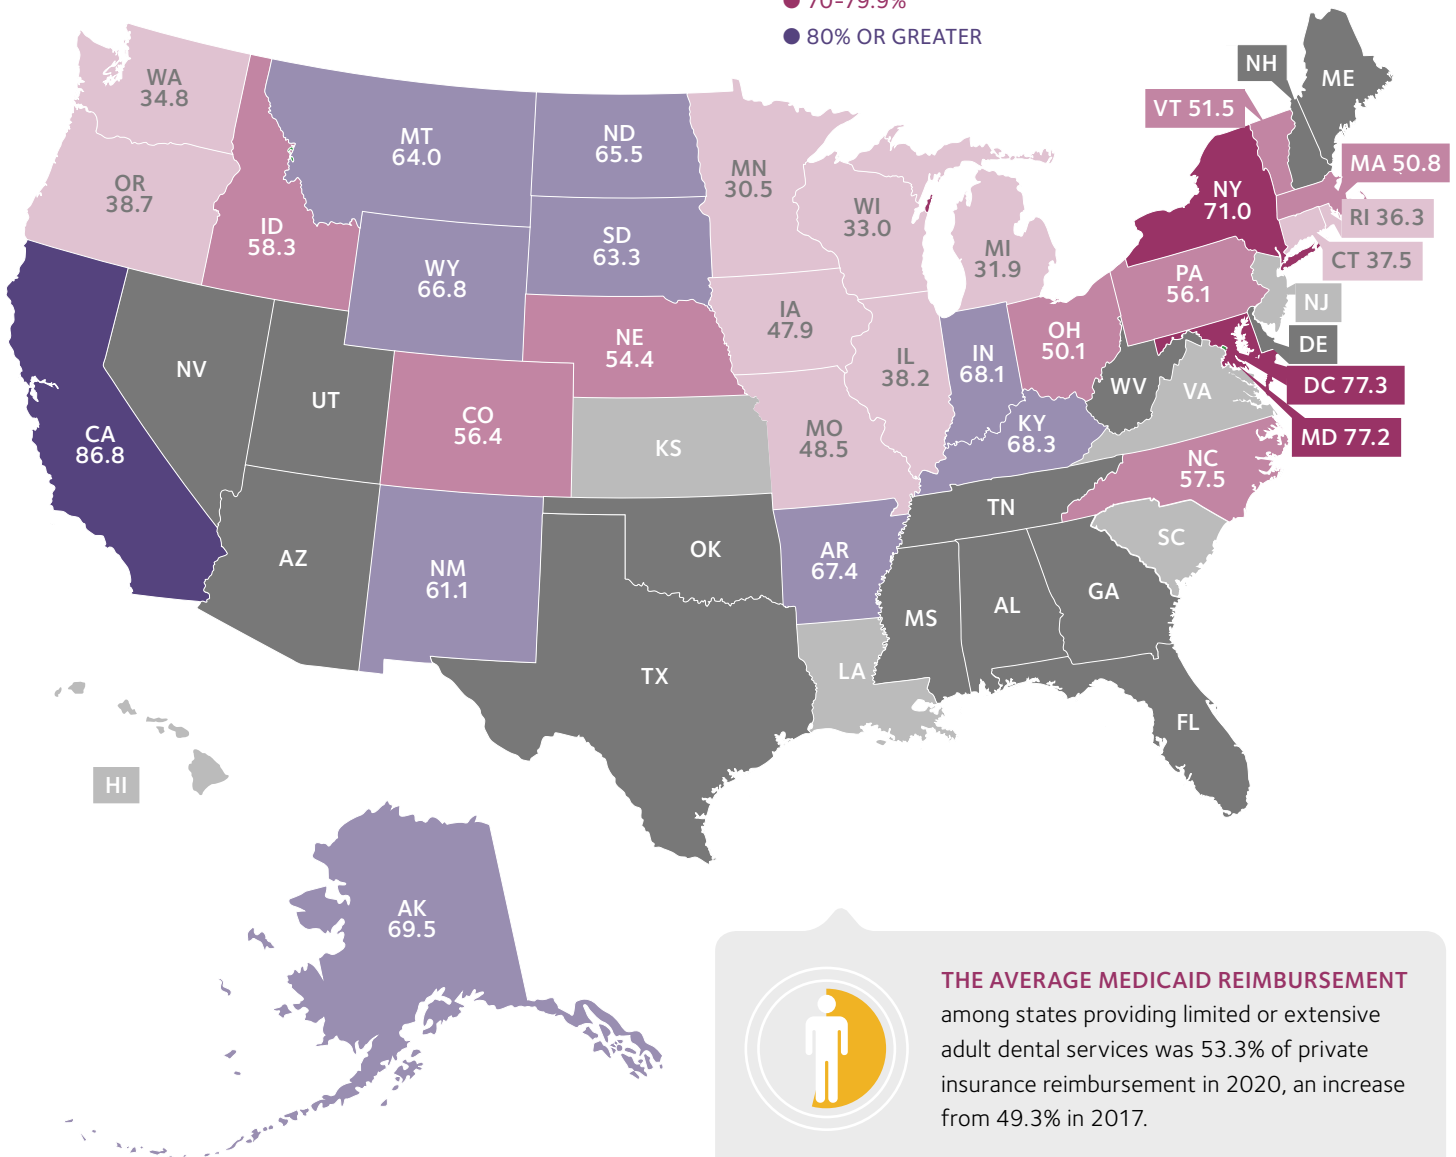 70-79.9%
80% OR GREATER
WA
34.8
OR
38.7
CA
86.8
ID
58.3
NV
MT
64.0
WY
66.8
UT
AZ
CO
56.4
NM
61.1
ND
65.5
SD
63.3
NE
54.4
KS
OK
TX
MN
30.5
IA
47.9
MO
48.5
AR
67.4
LA
WI
33.0
IL
38.2
MI
31.9
IN
68.1
OH
50.1
KY
68.3
TN
MS
AL
GA
FL
SC
NC
57.5
VA
WV
PA
56.1
NY
71.0
NH
ME
VT 51.5
MA 50.8
RI 36.3
CT 37.5
NJ
DE
DC 77.3
MD 77.2
HI
AK
69.5
THE AVERAGE MEDICAID REIMBURSEMENT
among states providing limited or extensive
adult dental services was 53.3% of private
insurance reimbursement in 2020, an increase
from 49.3% in 2017.